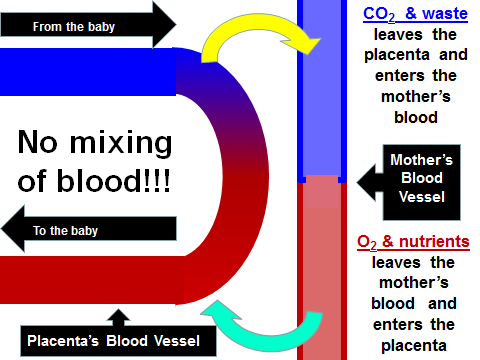 From the baby
CO2 & waste
leaves the
placenta and
enters the
mother's
blood
No mixing
of blood!!!
Mother's
Blood
Vessel
To the baby
O2 & nutrients
leaves the
mother's
blood and
enters the
placenta
Placenta's Blood Vessel